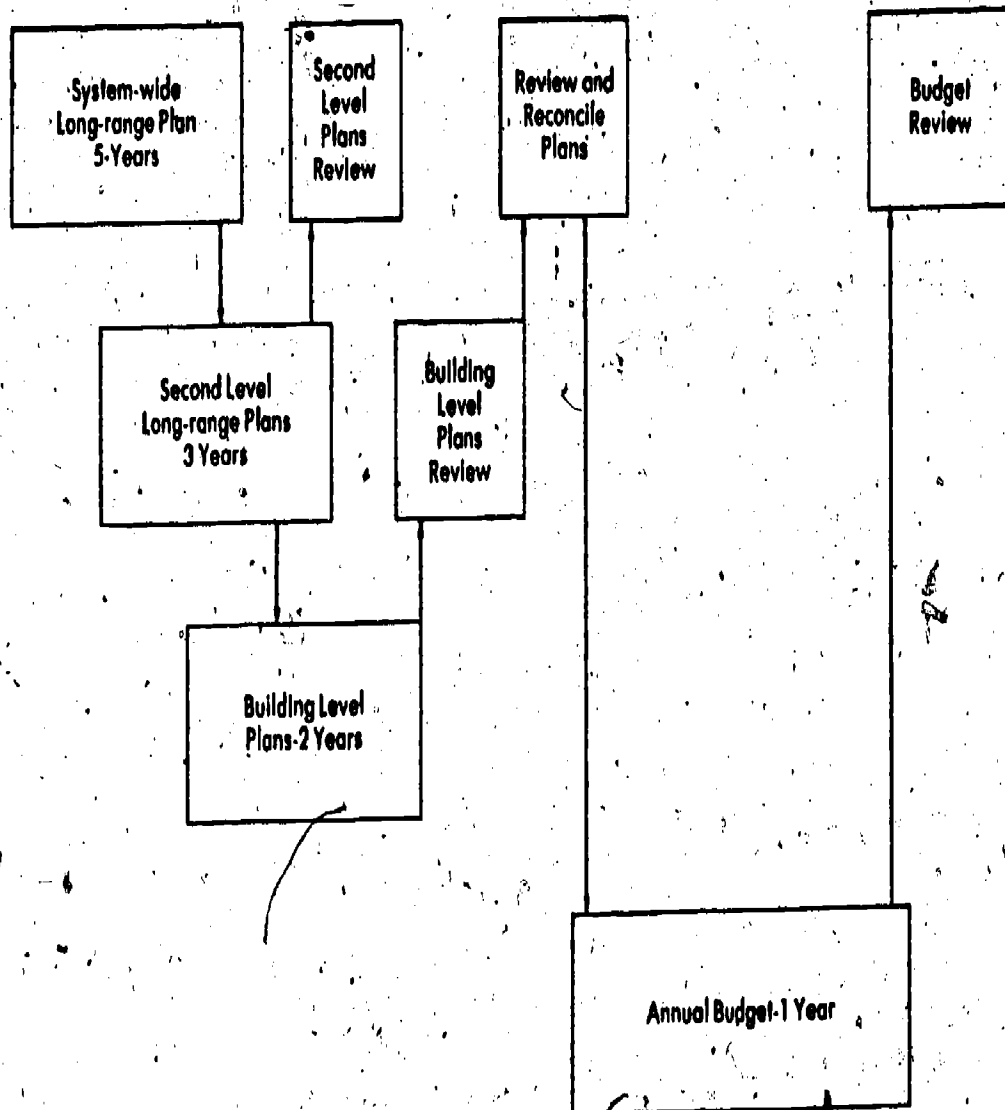 System-wide
Long-range Plan
5-Years
Second
Level
Plans
Review
Review and
Reconcile
Plans
Budget
Review
Second Level
Long-range Plans
3 Years
Building
Level
Plans
Review
Building Level
Plans-2 Years
Annual Budget-1 Year